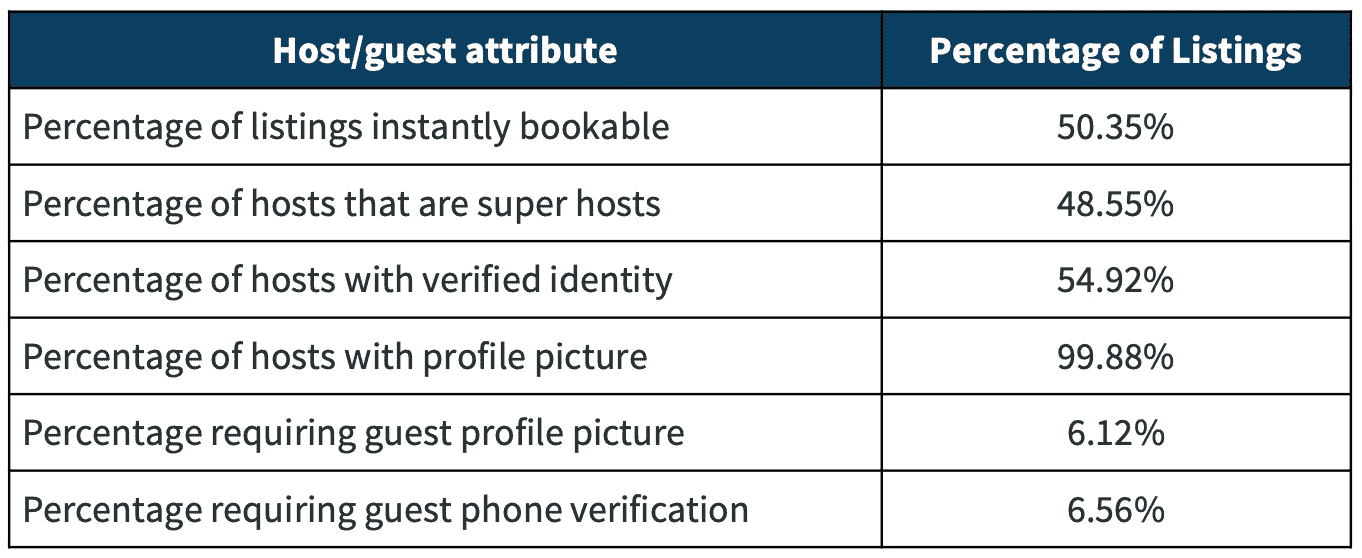 Host/guest attribute Percentage of Listings
Percentage of listings instantly bookable 50.35%
Percentage of hosts that are super hosts 48.55%
Percentage of hosts with verified identity 54.92%
Percentage of hosts with profile picture 99.88%
Percentage requiring guest profile picture 6.12%
Percentage requiring guest phone verification 6.56%